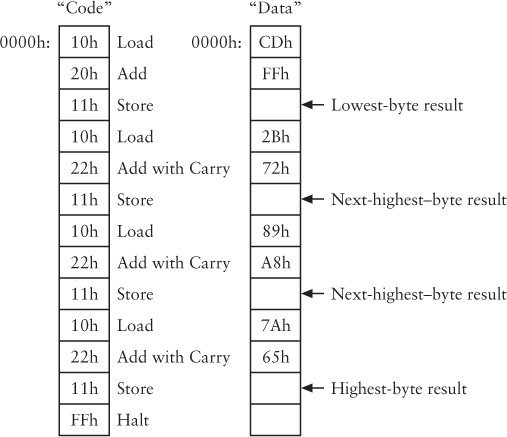 “Code” “Data”
0000h: 10h Load 0000h: CDh
20h Add FFh
11h Store Lowest-byte result
10h Load 2Bh
22h Add with Carry 72h
11h Store Next-highest–byte result
10h Load 89h
22h Add with Carry A8h
11h Store Next-highest–byte result
10h Load 7Ah
22h Add with Carry 65h
11h Store Highest-byte result
FFh Halt